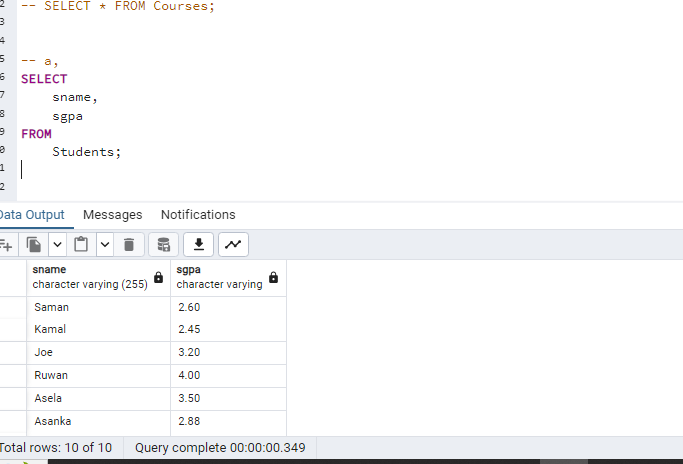 2 -- SELECT * FROM Courses;
3
4
5 -- a,
6 SELECT
7 sname,
8 sgpa
9 FROM
0 Students;
1
2
Data Output Messages Notifications
sname sgpa
character varying (255) character varying
Saman 2.60
Kamal 2.45
Joe 3.20
Ruwan 4.00
Asela 3.50
Asanka 2.88
Total rows: 10 of 10 Query complete 00:00:00.349